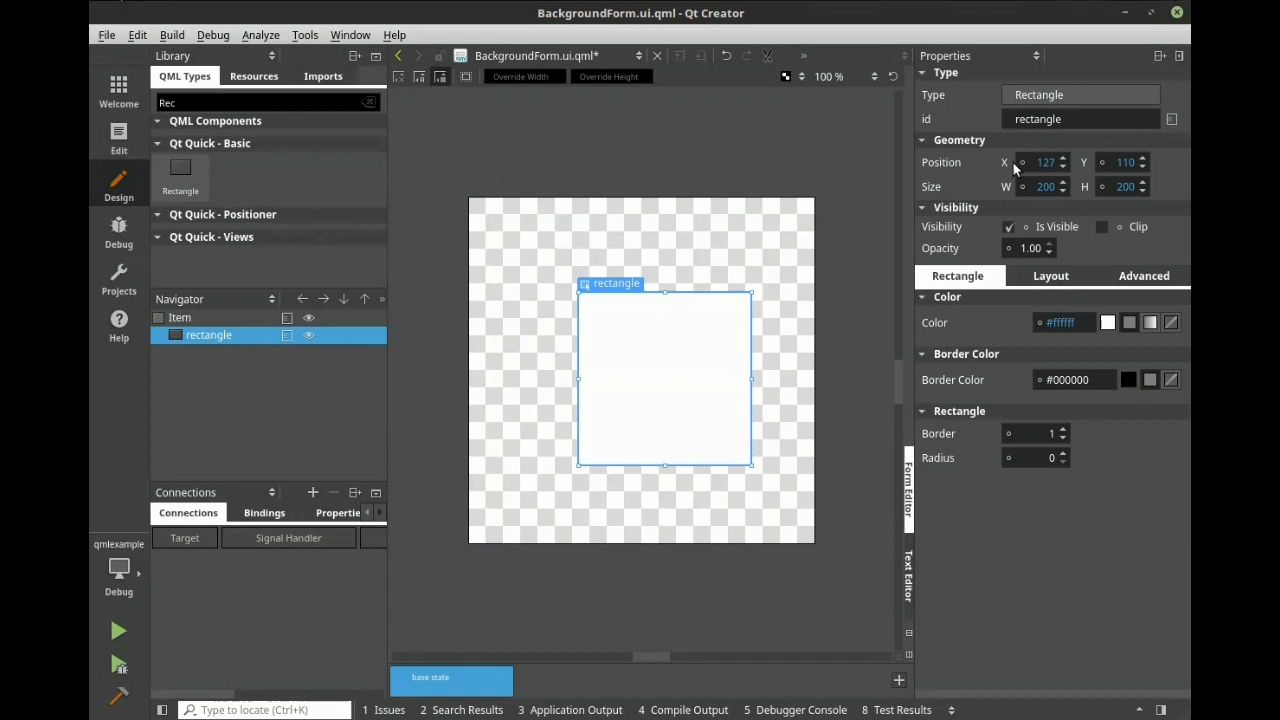 BackgroundForm.ui.qml - Qt Creator
File Edit Build Debug Analyze Tools Window Help
Library
BackgroundForm.ui.qml*
Properties
QML Types Resources Imports
Override Width Override Height
100 %
Type
Welcome
Edit
Design
Debug
Projects
Help
Rec
QML Components
Qt Quick - Basic
Rectangle
Qt Quick - Positioner
Qt Quick - Views
Type Rectangle
id rectangle
Geometry
Position X 127 Y 110
Size W 200 H 200
Visibility
Visibility Is Visible Clip
Opacity 1.00
Rectangle Layout Advanced
Color
Color #ffffff
Border Color
Border Color #000000
Rectangle
Border 1
Radius 0
rectangle
Navigator
Item
rectangle
Connections
Connections Bindings Propertie
Target Signal Handler
Form Editor
Text Editor
qmlexample
Debug
base state
Type to locate (Ctrl+K)
1 Issues 2 Search Results 3 Application Output 4 Compile Output 5 Debugger Console 8 Test Results